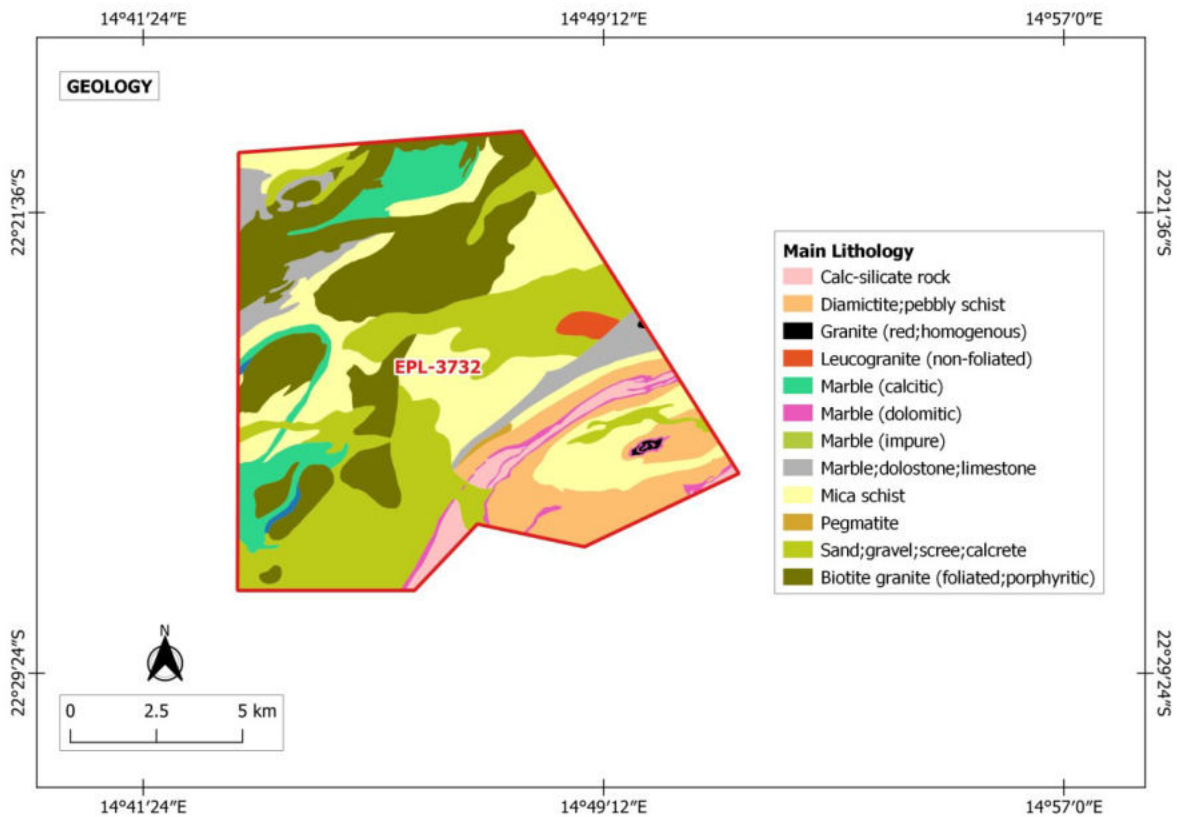 14°41′24″E
14°49′12″E
14°57′0″E
GEOLOGY
22°21′36″S
22°21′36″S
EPL-3732
Main Lithology
Calc-silicate rock
Diamictite;pebbly schist
Granite (red;homogenous)
Leucogranite (non-foliated)
Marble (calcitic)
Marble (dolomitic)
Marble (impure)
Marble;dolostone;limestone
Mica schist
Pegmatite
Sand;gravel;scree;calcrete
Biotite granite (foliated;porphyritic)
22°29′24″S
22°29′24″S
N
0 2.5 5 km
14°41′24″E
14°49′12″E
14°57′0″E